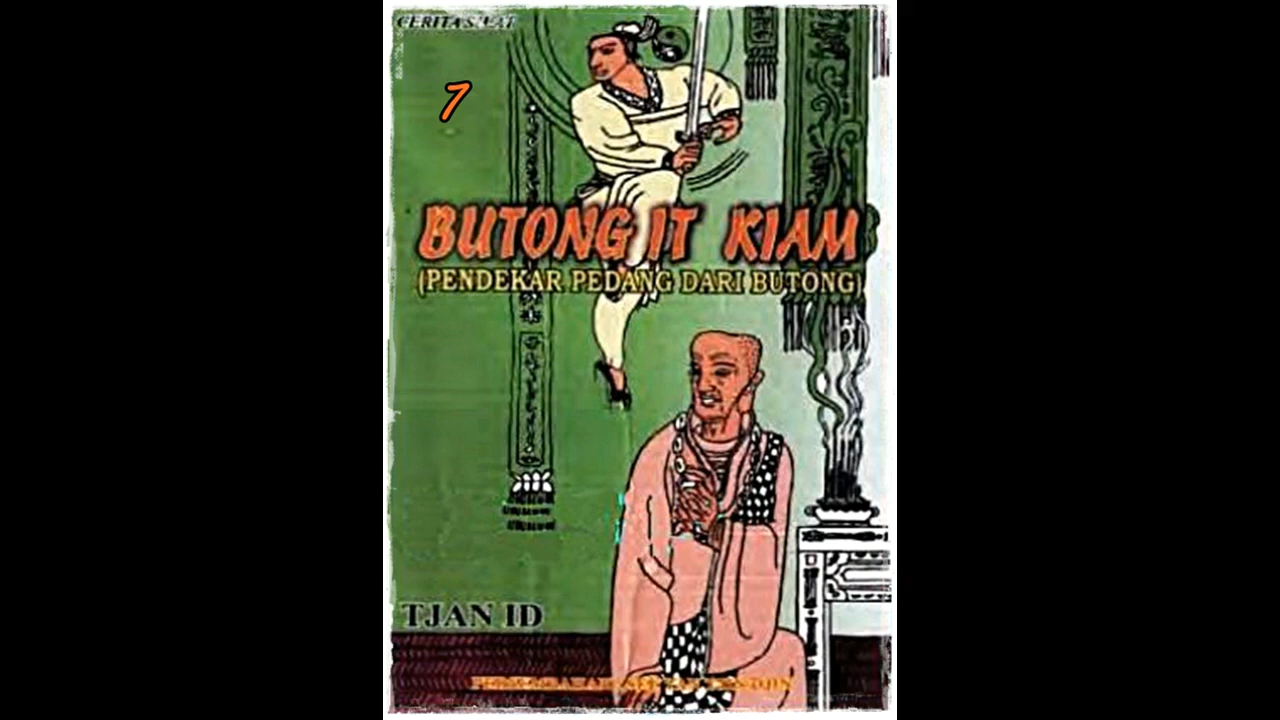 CERITA SILAT
7
BUTONG IT KIAM
(PENDEKAR PEDANG DARI BUTONG)
TJAN ID